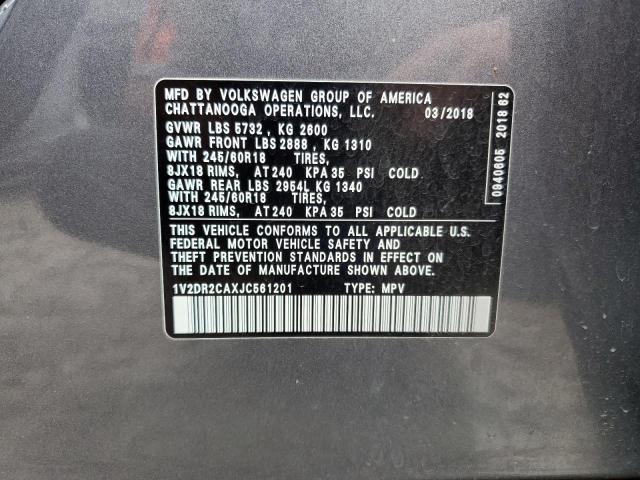 MFD BY VOLKSWAGEN GROUP OF AMERICA
CHATTANOOGA OPERATIONS, LLC. 03/2018
GVWR LBS 5732 , KG 2600
GAWR FRONT LBS 2888 , KG 1310
WITH 245/60R18 TIRES,
8JX18 RIMS, AT 240 KPA 35 PSI COLD
GAWR REAR LBS 2954L KG 1340
WITH 245/60R18 TIRES,
8JX18 RIMS, AT 240 KPA 35 PSI COLD
THIS VEHICLE CONFORMS TO ALL APPLICABLE U.S.
FEDERAL MOTOR VEHICLE SAFETY AND
THEFT PREVENTION STANDARDS IN EFFECT ON
DATE OF MANUFACTURE SHOWN ABOVE.
1V2DR2CAXJC561201 TYPE: MPV
0940605 2018 62